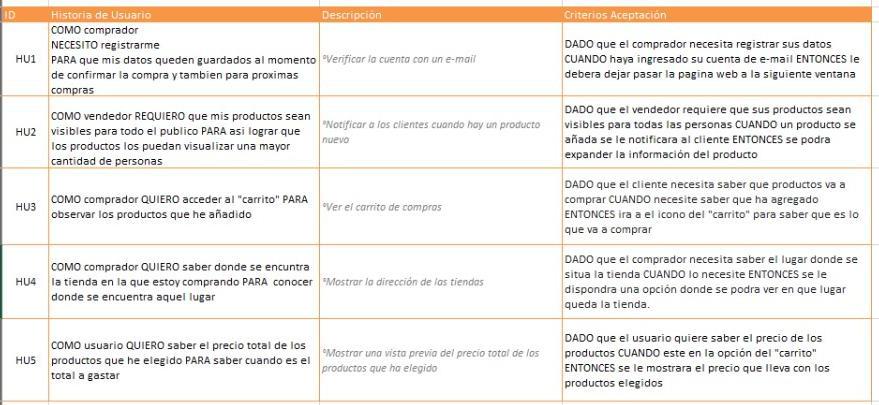 ID Historia de Usuario Descripción Criterios Aceptación
HU1
COMO comprador
NECESITO registrarme
PARA que mis datos queden guardados al momento
de confirmar la compra y tambien para proximas
compras
°Verificar la cuenta con un e-mail
DADO que el comprador necesita registrar sus datos
CUANDO haya ingresado su cuenta de e-mail ENTONCES le
debera dejar pasar la pagina web a la siguiente ventana
HU2
COMO vendedor REQUIERO que mis productos sean
visibles para todo el publico PARA asi lograr que
los productos los puedan visualizar una mayor
cantidad de personas
°Notificar a los clientes cuando hay un producto
nuevo
DADO que el vendedor requiere que sus productos sean
visibles para todas las personas CUANDO un producto se
añada se le notificara al cliente ENTONCES se podra
expander la información del producto
HU3
COMO comprador QUIERO acceder al "carrito" PARA
observar los productos que he añadido
°Ver el carrito de compras
DADO que el cliente necesita saber que productos va a
comprar CUANDO necesite saber que ha agregado
ENTONCES ira a el icono del "carrito" para saber que es lo
que va a comprar
HU4
COMO comprador QUIERO saber donde se encuntra
la tienda en la que estoy comprando PARA conocer
donde se encuentra aquel lugar
°Mostrar la dirección de las tiendas
DADO que el comprador necesita saber el lugar donde se
situa la tienda CUANDO lo necesite ENTONCES se le
dispondra una opción donde se podra ver en que lugar
queda la tienda.
HU5
COMO usuario QUIERO saber el precio total de los
productos que he elegido PARA saber cuando es el
total a gastar
°Mostrar una vista previa del precio total de los
productos que ha elegido
DADO que el usuario quiere saber el precio de los
productos CUANDO este en la opción del "carrito"
ENTONCES se le mostrara el precio que lleva con los
productos elegidos